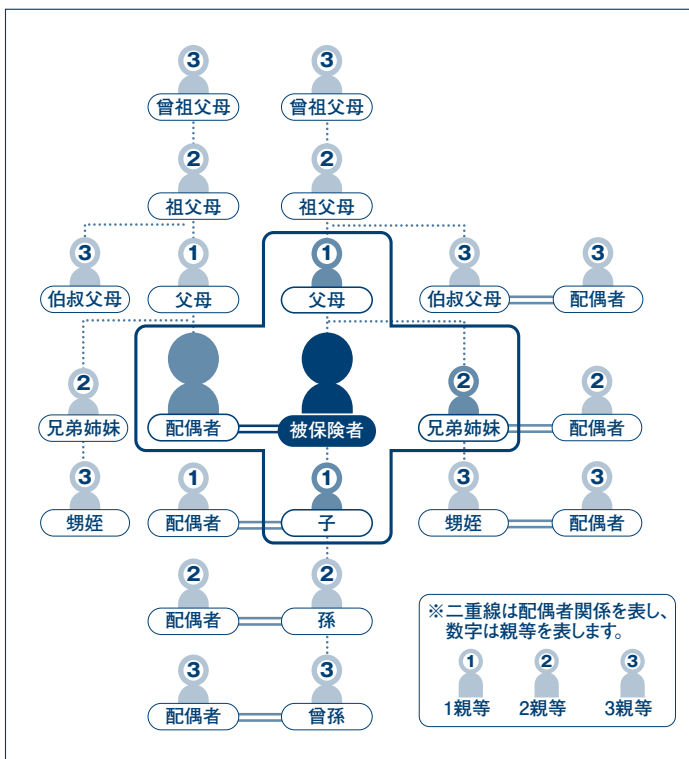 3 3
曾祖父母 曾祖父母
2 2
祖父母 祖父母
3 1 1 3 3
伯叔父母 父母 父母 伯叔父母 配偶者
2 2 2
兄弟姉妹 配偶者 被保険者 兄弟姉妹 配偶者
3 1 1 3 3
甥姪 配偶者 子 甥姪 配偶者
2 2
配偶者 孫
3 3
配偶者 曾孫
※二重線は配偶者関係を表し、
数字は親等を表します。
1 2 3
1親等 2親等 3親等